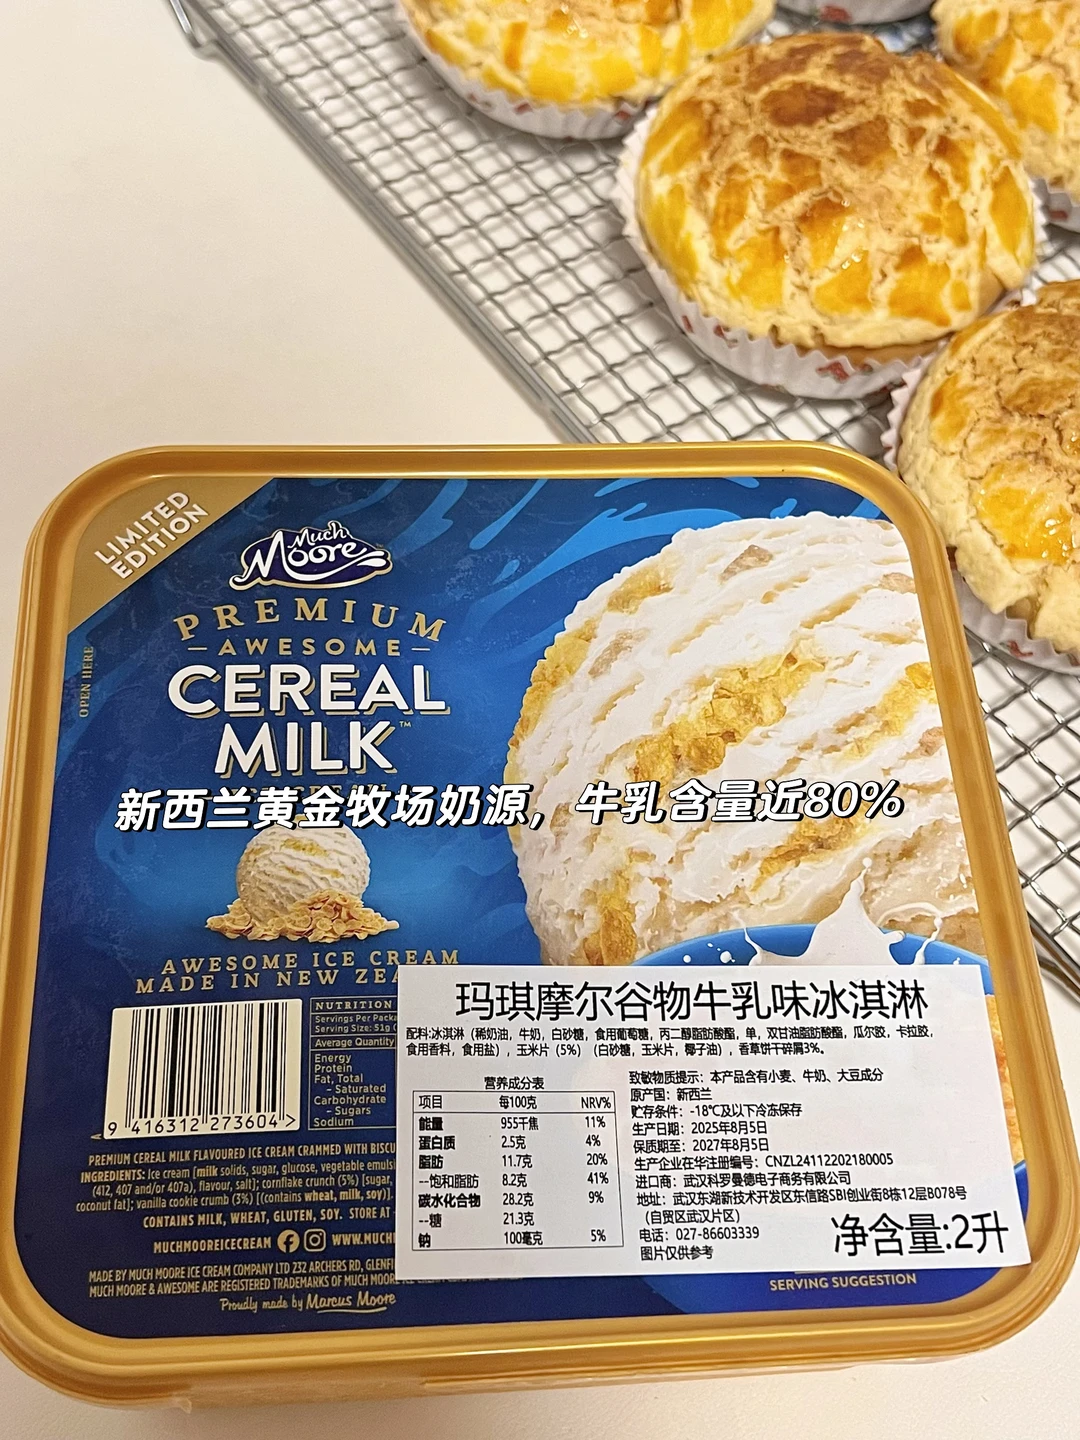 LIMITED
EDITION
Much
Moore
PREMIUM
AWESOME
CEREAL
MILK™
OPEN HERE
新西兰黄金牧场奶源，牛乳含量近80%
AWESOME ICE CREAM
MADE IN NEW ZEA
NUTRITION
Servings Per Packa
Serving Size: 51g
Average Quantity
Energy
Protein
Fat, Total
- Saturated
Carbohydrate
- Sugars
Sodium
9 416312 273604 >
PREMIUM CEREAL MILK FLAVOURED ICE CREAM CRAMMED WITH BISCU
INGREDIENTS: Ice cream [milk solids, sugar, glucose, vegetable emulsi
(412, 407 and/or 407a), flavour, salt]; cornflake crunch (5%) [sugar,
coconut fat]; vanilla cookie crumb (3%) [(contains wheat, milk, soy)].
CONTAINS MILK, WHEAT, GLUTEN, SOY. STORE AT
MUCHMOOREICECREAM WWW.MUCH
MADE BY MUCH MOORE ICE CREAM COMPANY LTD 232 ARCHERS RD, GLENFI
MUCH MOORE & AWESOME ARE REGISTERED TRADEMARKS OF MUCH MOORE
Proudly made by Marcus Moore
玛琪摩尔谷物牛乳味冰淇淋
配料:冰淇淋（稀奶油，牛奶，白砂糖，食用葡萄糖，丙二醇脂肪酸酯，单，双甘油脂肪酸酯，瓜尔胶，卡拉胶，
食用香料，食用盐），玉米片（5%）（白砂糖，玉米片，椰子油），香草饼干碎屑3%。
营养成分表
项目 每100克 NRV%
能量 955千焦 11%
蛋白质 2.5克 4%
脂肪 11.7克 20%
--饱和脂肪 8.2克 41%
碳水化合物 28.2克 9%
--糖 21.3克
钠 100毫克 5%
致敏物质提示：本产品含有小麦、牛奶、大豆成分
原产国：新西兰
贮存条件：-18℃及以下冷冻保存
生产日期：2025年8月5日
保质期至：2027年8月5日
生产企业在华注册编号：CNZL24112202180005
进口商：武汉科罗曼德电子商务有限公司
地址：武汉东湖新技术开发区东信路SBI创业街8栋12层B078号
（自贸区武汉片区）
电话：027-86603339
图片仅供参考
净含量:2升
SERVING SUGGESTION